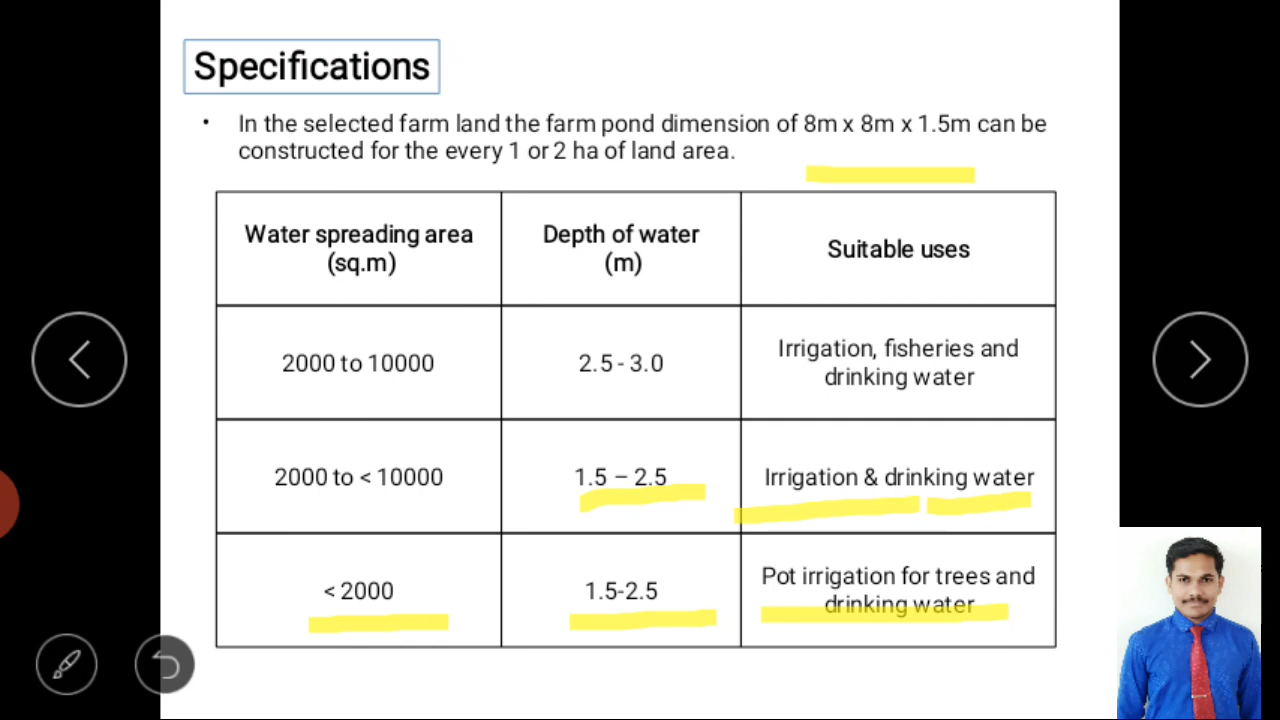 Specifications
• In the selected farm land the farm pond dimension of 8m x 8m x 1.5m can be
constructed for the every 1 or 2 ha of land area.
Water spreading area
(sq.m)
Depth of water
(m)
Suitable uses
2000 to 10000
2.5 - 3.0
Irrigation, fisheries and
drinking water
2000 to < 10000
1.5 – 2.5
Irrigation & drinking water
< 2000
1.5-2.5
Pot irrigation for trees and
drinking water